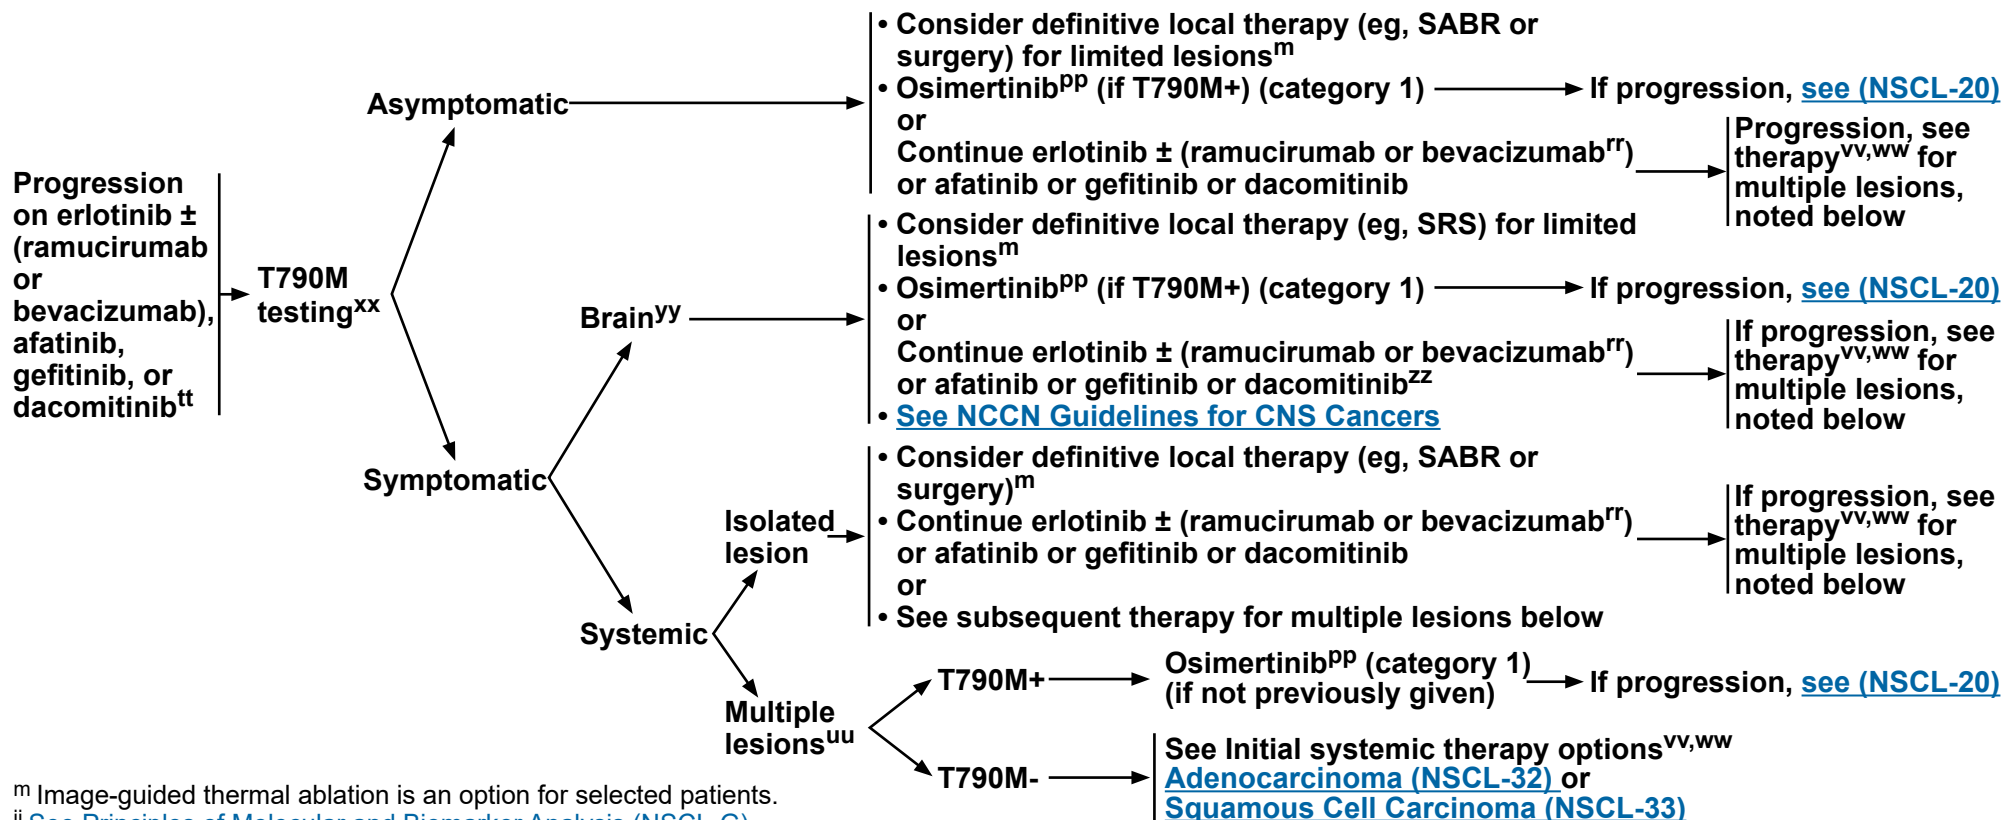 Progression
on erlotinib ±
(ramucirumab
or
bevacizumab),
afatinib,
gefitinib, or
dacomitinibtt
T790M
testingxx
Asymptomatic
• Consider definitive local therapy (eg, SABR or
surgery) for limited lesionsm
• Osimertinibpp (if T790M+) (category 1)
If progression, see (NSCL-20)
or
Continue erlotinib ± (ramucirumab or bevacizumabrr)
or afatinib or gefitinib or dacomitinib
Progression, see
therapyvv,ww for
multiple lesions,
noted below
Symptomatic
Brainyy
• Consider definitive local therapy (eg, SRS) for limited
lesionsm
• Osimertinibpp (if T790M+) (category 1)
If progression, see (NSCL-20)
or
Continue erlotinib ± (ramucirumab or bevacizumabrr)
or afatinib or gefitinib or dacomitinibzz
• See NCCN Guidelines for CNS Cancers
If progression, see
therapyvv,ww for
multiple lesions,
noted below
Systemic
Isolated
lesion
• Consider definitive local therapy (eg, SABR or
surgery)m
• Continue erlotinib ± (ramucirumab or bevacizumabrr)
or afatinib or gefitinib or dacomitinib
or
• See subsequent therapy for multiple lesions below
If progression, see
therapyvv,ww for
multiple lesions,
noted below
Multiple
lesionsuu
T790M+
Osimertinibpp (category 1)
(if not previously given)
If progression, see (NSCL-20)
T790M-
See Initial systemic therapy optionsvv,ww
Adenocarcinoma (NSCL-32) or
Squamous Cell Carcinoma (NSCL-33)
m Image-guided thermal ablation is an option for selected patients.
See Principles of Molecular and Biomarker Analysis (NSCL-G)